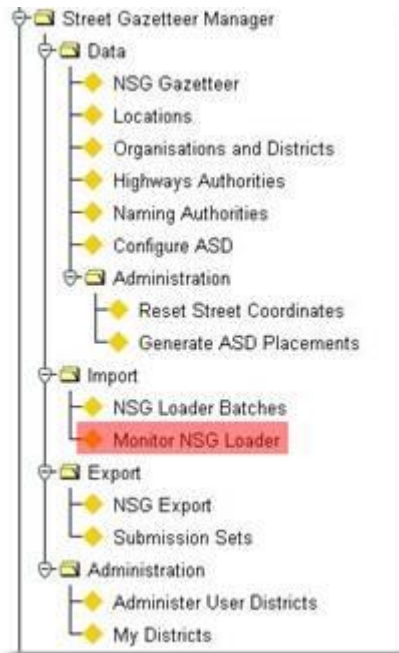 Street Gazetteer Manager
Data
NSG Gazetteer
Locations
Organisations and Districts
Highways Authorities
Naming Authorities
Configure ASD
Administration
Reset Street Coordinates
Generate ASD Placements
Import
NSG Loader Batches
Monitor NSG Loader
Export
NSG Export
Submission Sets
Administration
Administer User Districts
My Districts